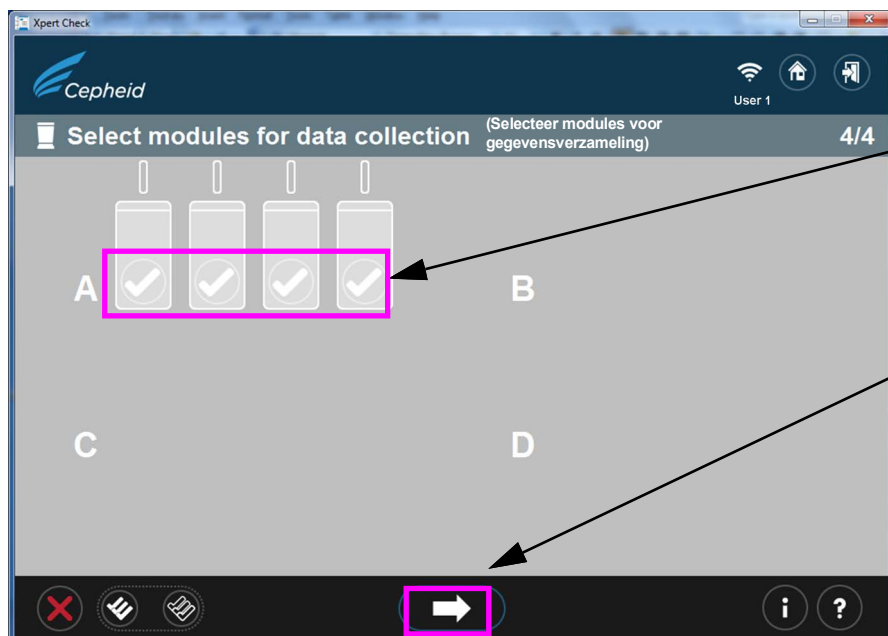 Xpert Check
Cepheid
User 1
Select modules for data collection
(Selecteer modules voor
gegevensverzameling)
4/4
A
B
C
D
i
?